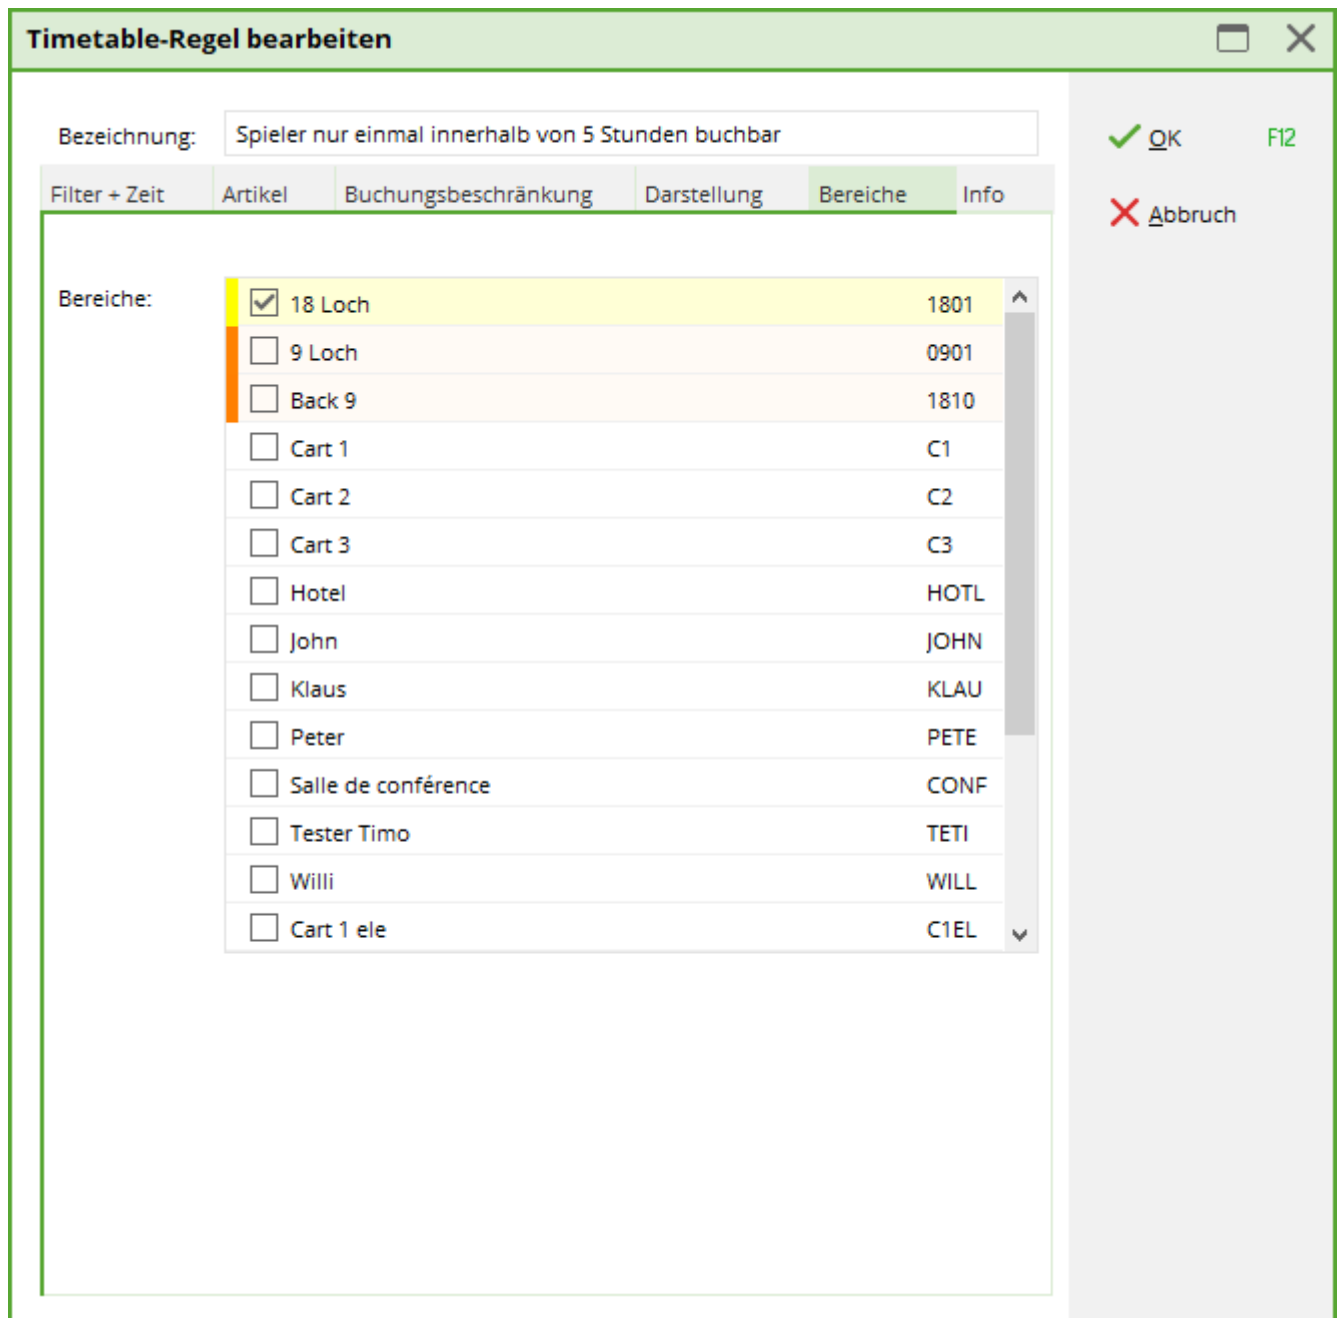 Timetable-Regel bearbeiten
Bezeichnung: Spieler nur einmal innerhalb von 5 Stunden buchbar
OK F12
Filter + Zeit Artikel Buchungsbeschränkung Darstellung Bereiche Info
Abbruch
Bereiche:
18 Loch 1801
9 Loch 0901
Back 9 1810
Cart 1 C1
Cart 2 C2
Cart 3 C3
Hotel HOTL
John JOHN
Klaus KLAU
Peter PETE
Salle de conférence CONF
Tester Timo TETI
Willi WILL
Cart 1 ele C1EL